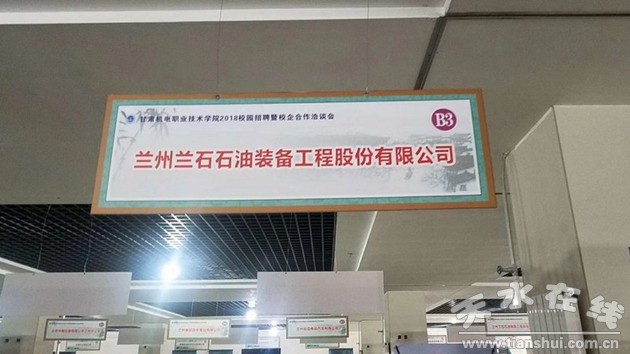 甘肃机电职业技术学院2018校园招聘暨校企合作洽谈会
B3
兰州兰石石油装备工程股份有限公司
天水在线
www.tianshui.com.cn